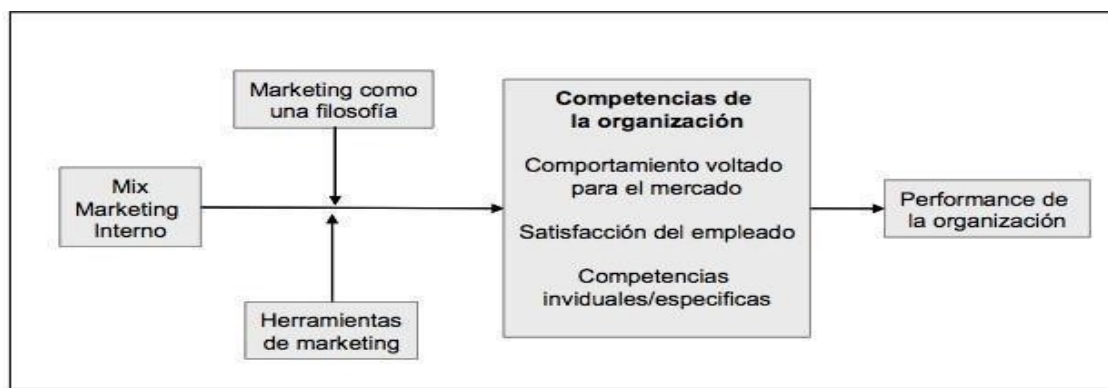 Marketing como
una filosofía
Mix
Marketing
Interno
Herramientas
de marketing
Competencias de
la organización
Comportamiento voltado
para el mercado
Satisfacción del empleado
Competencias
inviduales/especificas
Performance de
la organización